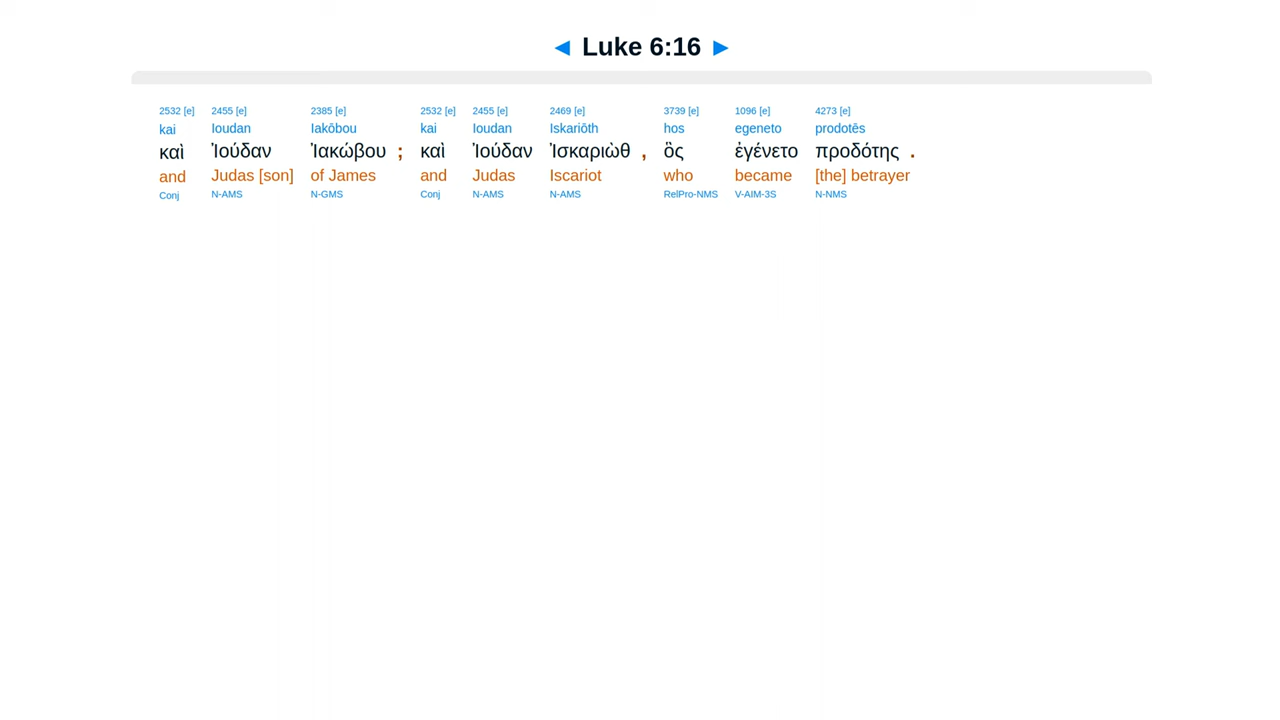 ◄ Luke 6:16 ►
2532 [e] 2455 [e] 2385 [e] 2532 [e] 2455 [e] 2469 [e] 3739 [e] 1096 [e] 4273 [e]
kai Ioudan Iakōbou kai Ioudan Iskariōth hos egeneto prodotēs
καὶ Ἰούδαν Ἰακώβου ; καὶ Ἰούδαν Ἰσκαριὼθ , ὃς ἐγένετο προδότης .
and Judas [son] of James and Judas Iscariot who became [the] betrayer
Conj N-AMS N-GMS Conj N-AMS N-AMS RelPro-NMS V-AIM-3S N-NMS